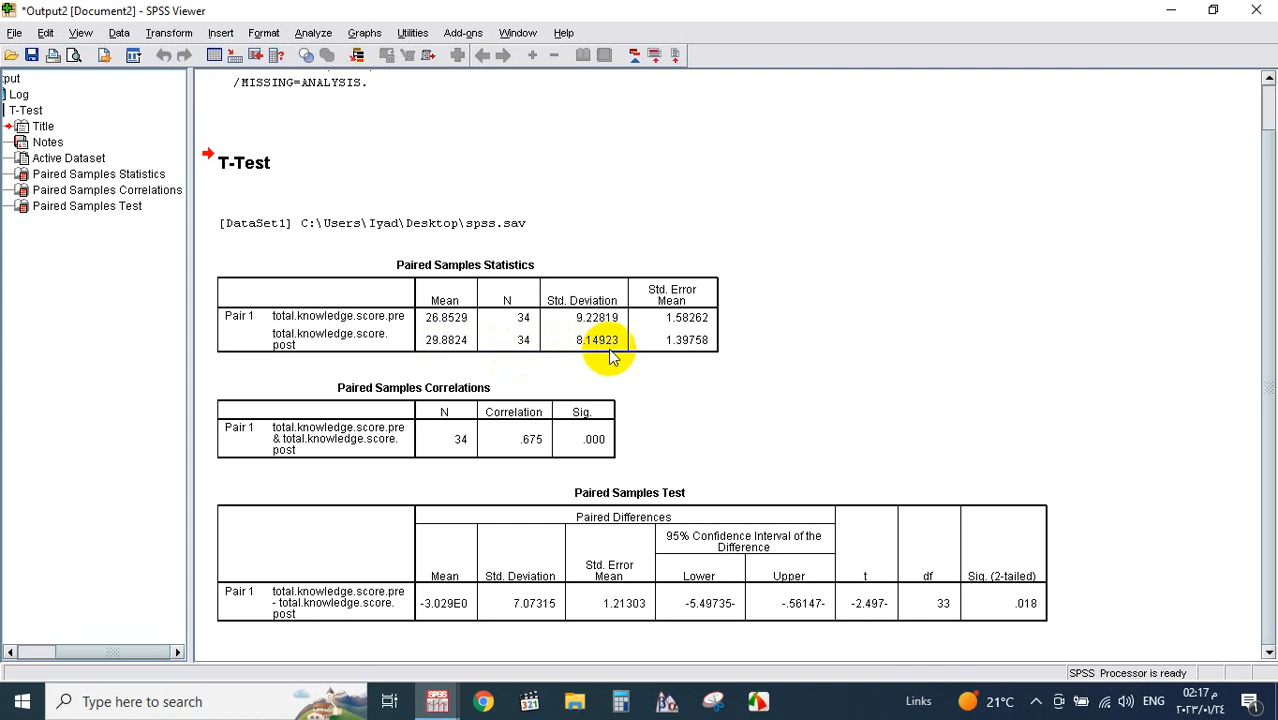 *Output2 [Document2] - SPSS Viewer
File Edit View Data Transform Insert Format Analyze Graphs Utilities Add-ons Window Help
put
Log
T-Test
Title
Notes
Active Dataset
Paired Samples Statistics
Paired Samples Correlations
Paired Samples Test
/MISSING=ANALYSIS.
T-Test
[DataSet1] C:\Users\Iyad\Desktop\spss.sav
Paired Samples Statistics
Mean N Std. Deviation Std. Error Mean
Pair 1 total.knowledge.score.pre 26.8529 34 9.22819 1.58262
total.knowledge.score.
post 29.8824 34 8.14923 1.39758
Paired Samples Correlations
N Correlation Sig.
Pair 1 total.knowledge.score.pre
& total.knowledge.score.
post 34 .675 .000
Paired Samples Test
Paired Differences
95% Confidence Interval of the
Difference
Mean Std. Deviation Std. Error Mean Lower Upper t df Sig. (2-tailed)
Pair 1 total.knowledge.score.pre
- total.knowledge.score.
post -3.029E0 7.07315 1.21303 -5.49735- -.56147- -2.497- 33 .018
SPSS Processor is ready
Type here to search
SPSS
321
Links
21°C
ENG
02:17 م
٢٠٢٣/٠١/٢٤
1